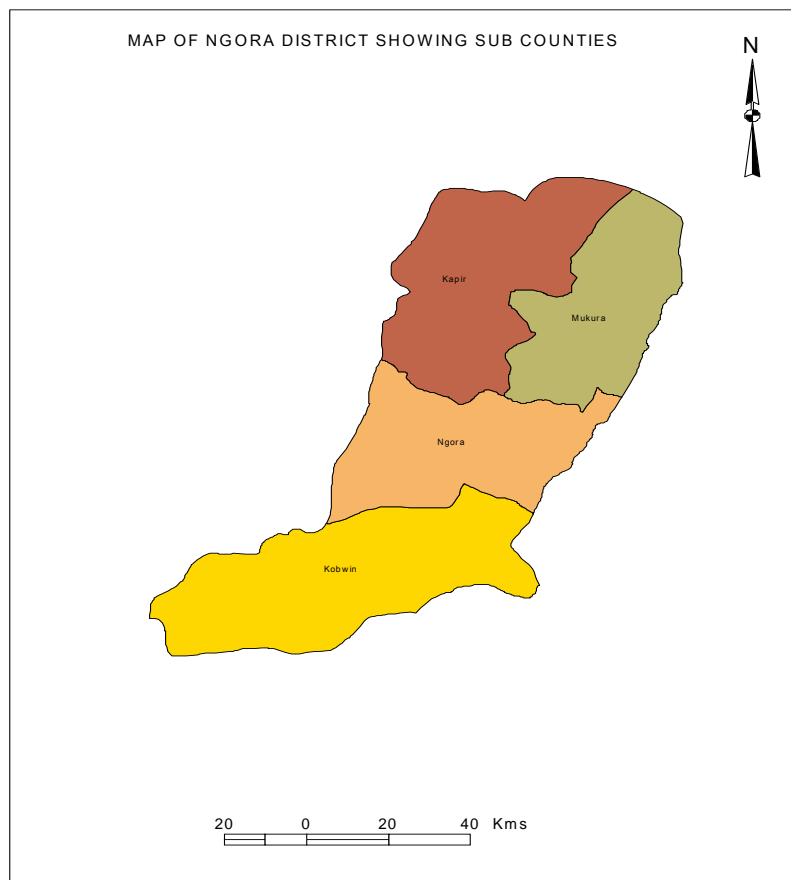 MAP OF NGORA DISTRICT SHOWING SUB COUNTIES
N
Kapir
Mukura
Ngora
Kobwin
20 0 20 40 Kms